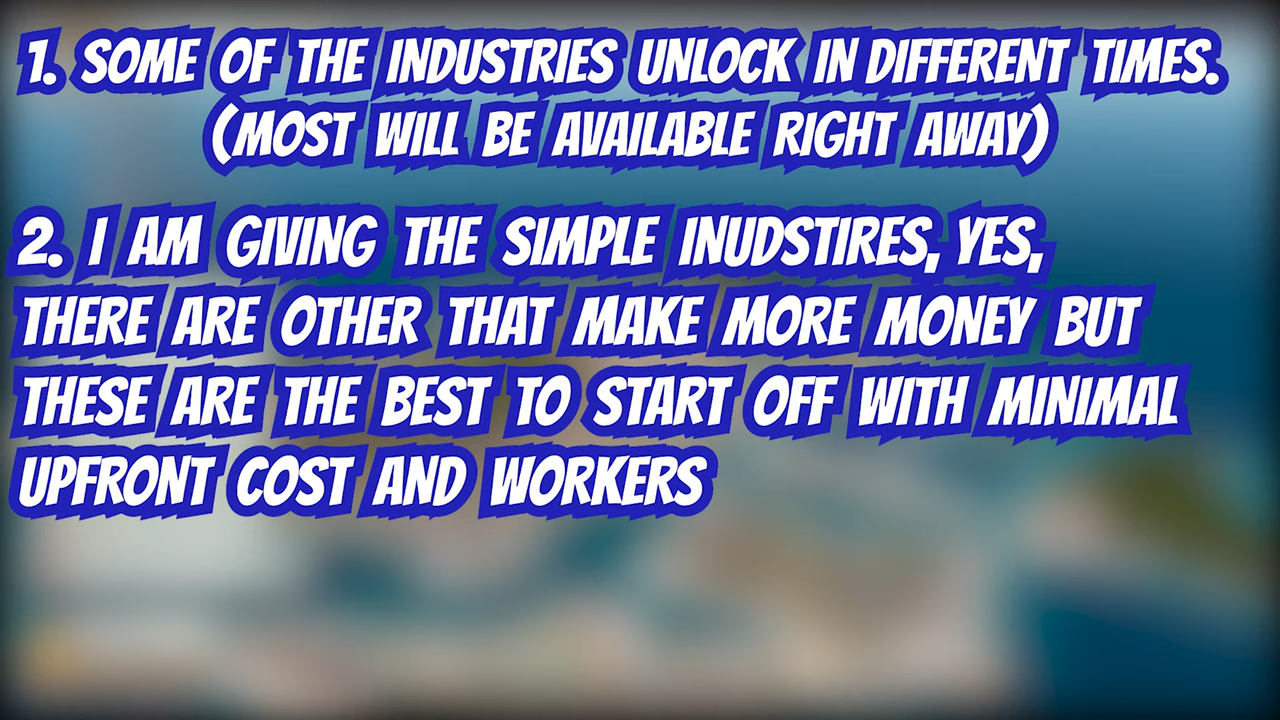 1. SOME OF THE INDUSTRIES UNLOCK IN DIFFERENT TIMES.
(MOST WILL BE AVAILABLE RIGHT AWAY)
2. I AM GIVING THE SIMPLE INUDSTIRES, YES,
THERE ARE OTHER THAT MAKE MORE MONEY BUT
THESE ARE THE BEST TO START OFF WITH MINIMAL
UPFRONT COST AND WORKERS